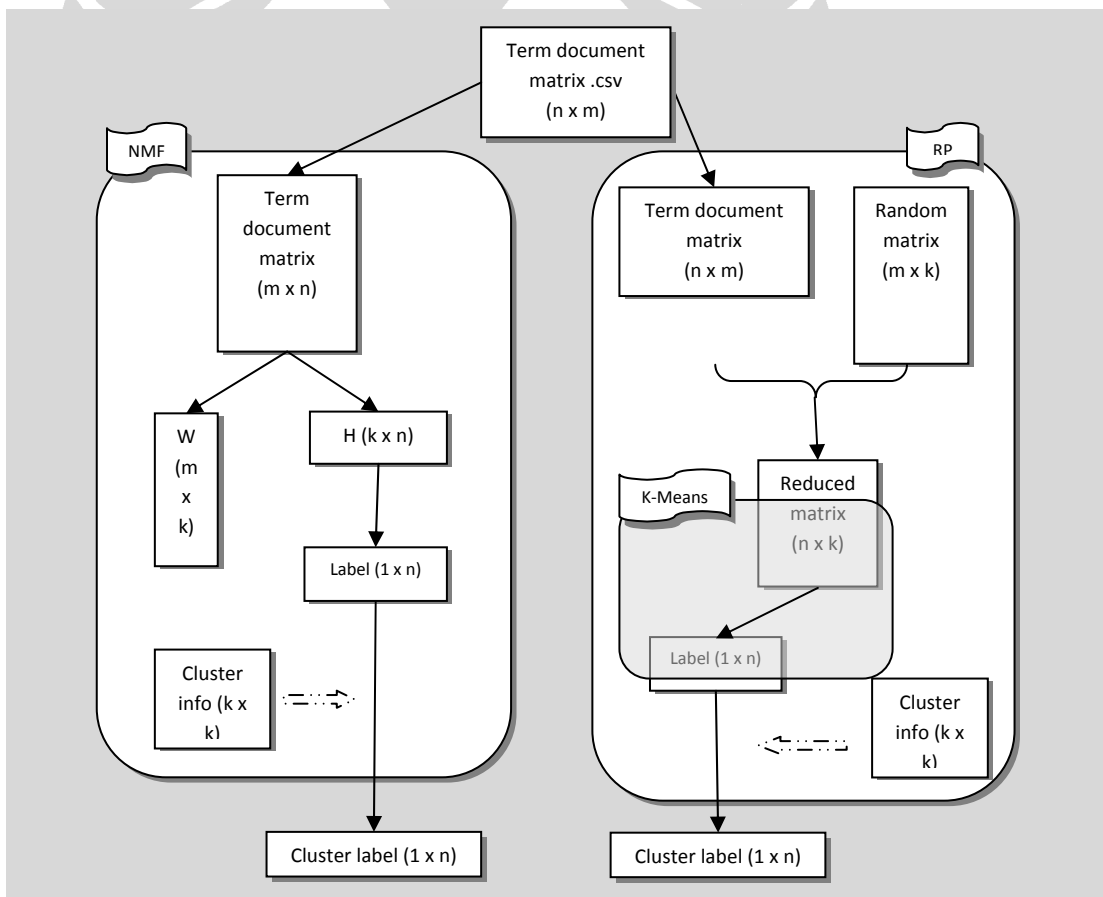 Term document
matrix .csv
(n x m)
NMF
Term
document
matrix
(m x n)
W
(m
x
k)
H (k x n)
Label (1 x n)
Cluster
info (k x
k)
Cluster label (1 x n)
RP
Term document
matrix
(n x m)
Random
matrix
(m x k)
K-Means
Reduced
matrix
(n x k)
Label (1 x n)
Cluster
info (k x
k)
Cluster label (1 x n)